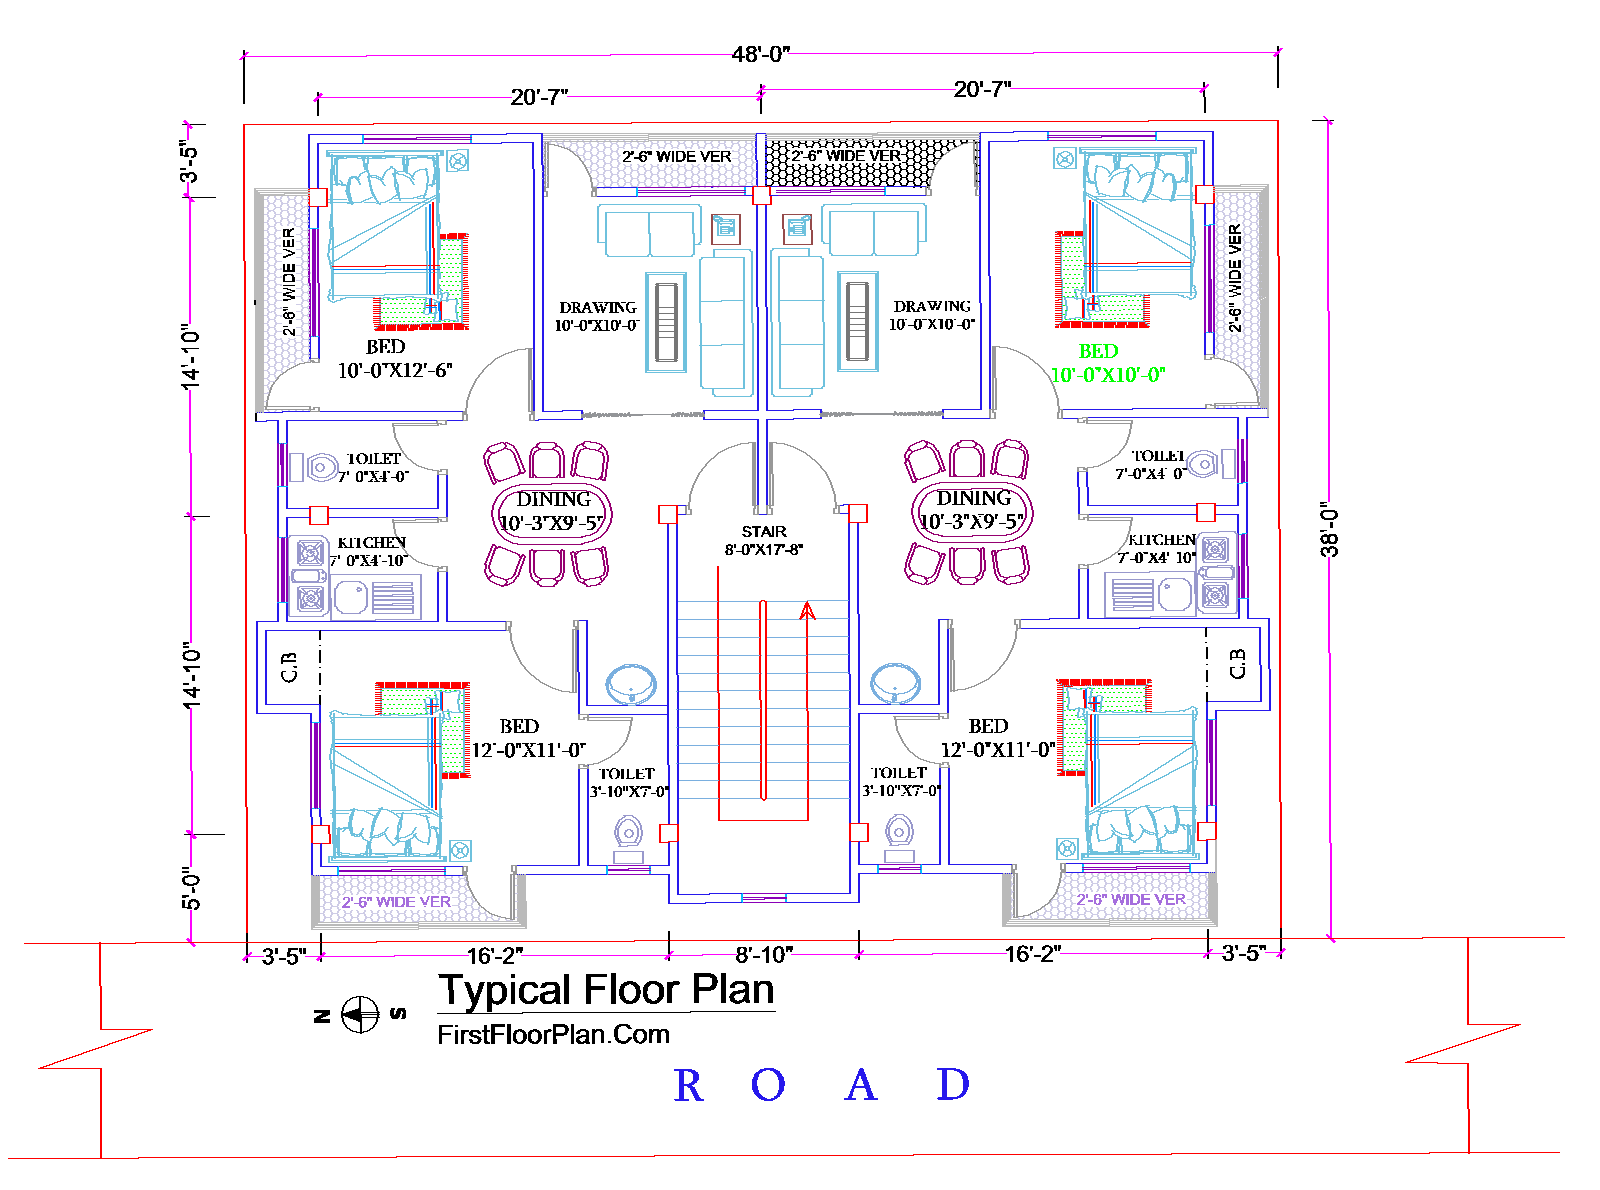 48'-0"
20'-7"
20'-7"
3'-5"
2'-6" WIDE VER
2'-6" WIDE VER
2'-6" WIDE VER
2'-6" WIDE VER
14'-10"
DRAWING
10'-0"X10'-0"
DRAWING
10'-0"X10'-0"
BED
10'-0"X12'-6"
BED
10'-0"X10'-0"
TOILET
7'-0"X4'-0"
TOILET
7'-0"X4'-0"
DINING
10'-3"X9'-5"
DINING
10'-3"X9'-5"
38'-0"
STAIR
8'-0"X17'-8"
KITCHEN
7'-0"X4'-10"
KITCHEN
7'-0"X4'-10"
14'-10"
C.B
C.B
BED
12'-0"X11'-0"
BED
12'-0"X11'-0"
TOILET
3'-10"X7'-0"
TOILET
3'-10"X7'-0"
5'-0"
2'-6" WIDE VER
2'-6" WIDE VER
3'-5"
16'-2"
8'-10"
16'-2"
3'-5"
Typical Floor Plan
N
S
FirstFloorPlan.Com
ROAD